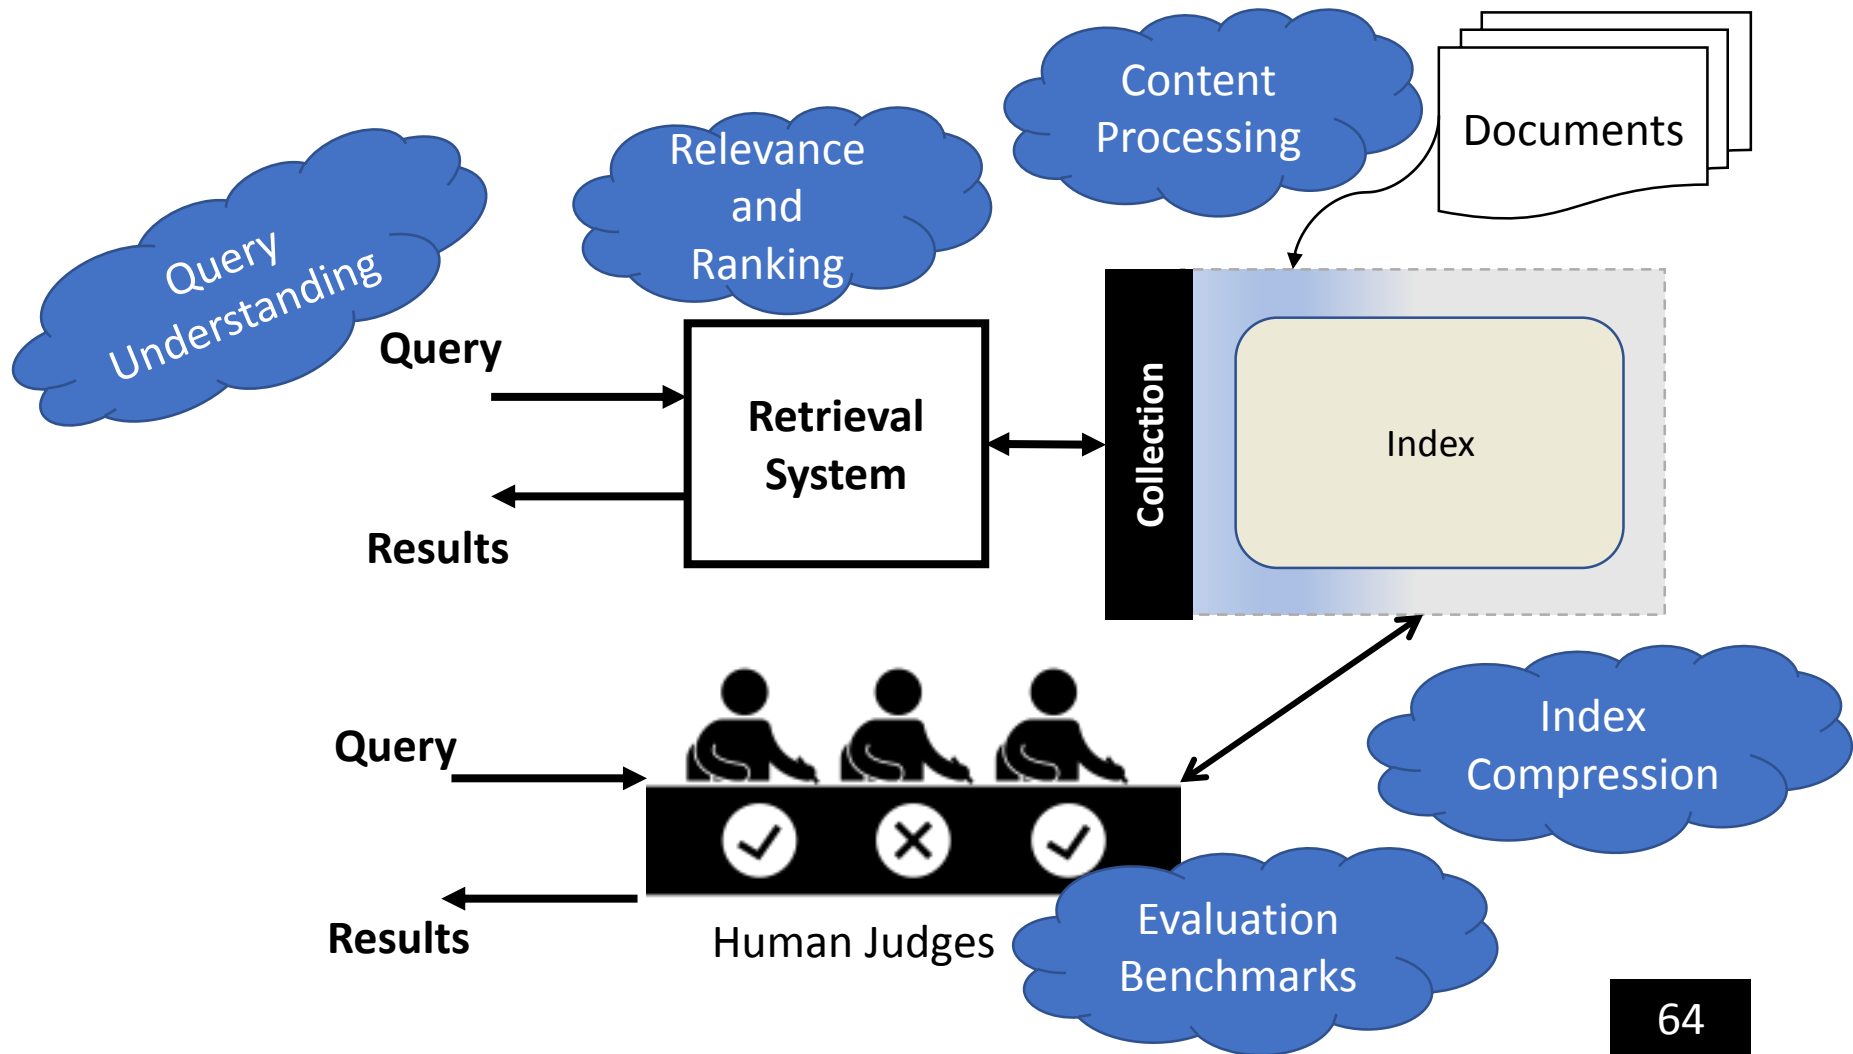 Content
Processing
Documents
Relevance
and
Ranking
Query
Understanding
Query
Retrieval
System
Results
Collection
Index
Query
Results
Human Judges
Index
Compression
Evaluation
Benchmarks
64